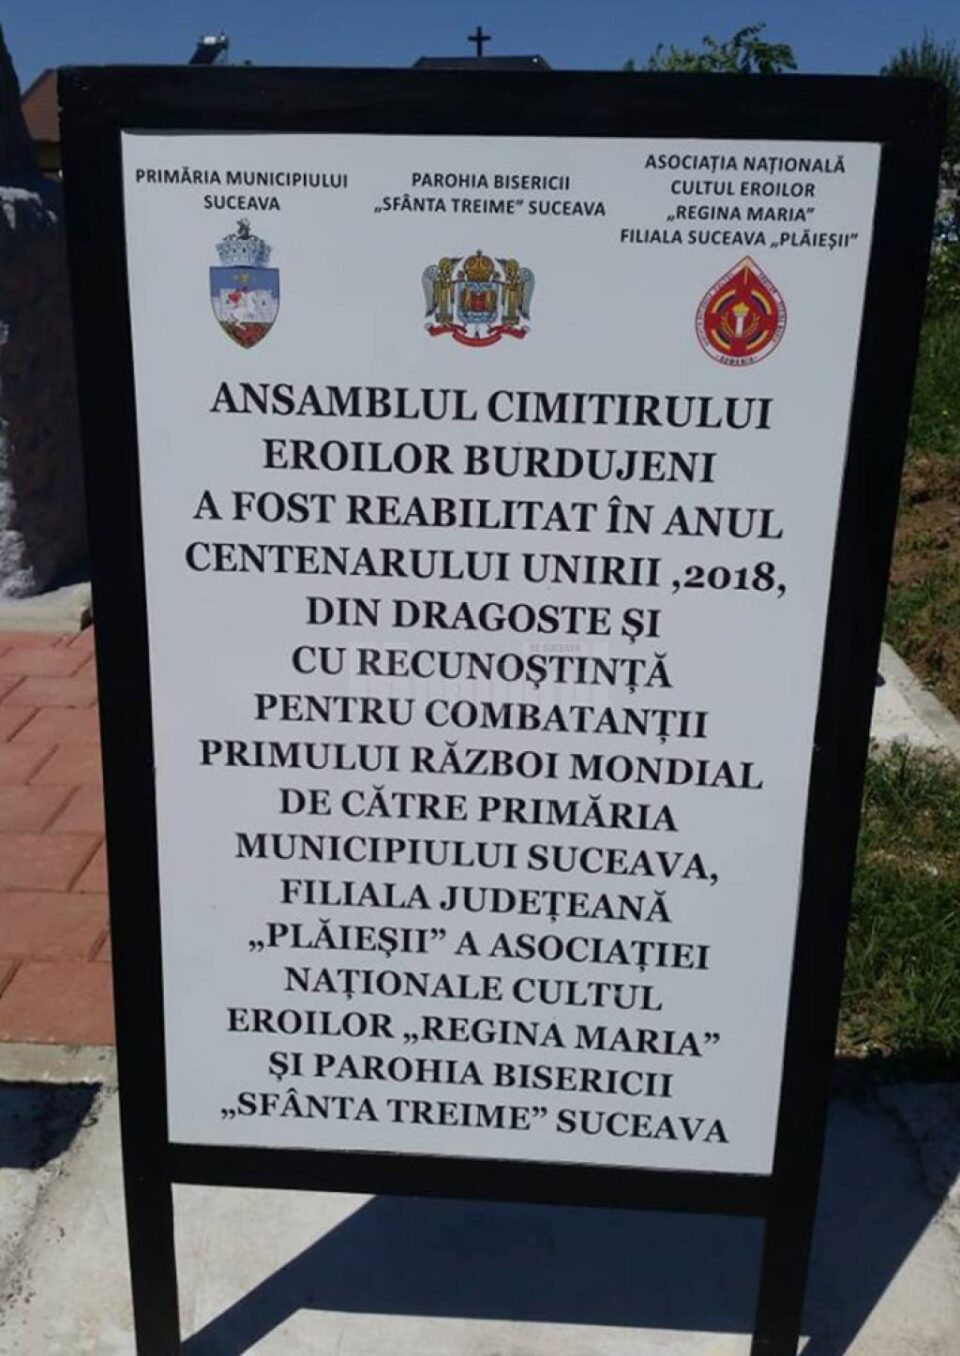 PRIMĂRIA MUNICIPIULUI
SUCEAVA
PAROHIA BISERICII
„SFÂNTA TREIME” SUCEAVA
ASOCIAȚIA NAȚIONALĂ
CULTUL EROILOR
„REGINA MARIA”
FILIALA SUCEAVA „PLĂIEȘII”
ROMÂNIA
ANSAMBLUL CIMITIRULUI
EROILOR BURDUJENI
A FOST REABILITAT ÎN ANUL
CENTENARULUI UNIRII ,2018,
DIN DRAGOSTE ȘI
DE SUCEAVA
CU RECUNOȘTINȚĂ
PENTRU COMBATANȚII
PRIMULUI RĂZBOI MONDIAL
DE CĂTRE PRIMĂRIA
MUNICIPIULUI SUCEAVA,
FILIALA JUDEȚEANĂ
„PLĂIEȘII” A ASOCIAȚIEI
NAȚIONALE CULTUL
EROILOR „REGINA MARIA”
ȘI PAROHIA BISERICII
„SFÂNTA TREIME” SUCEAVA